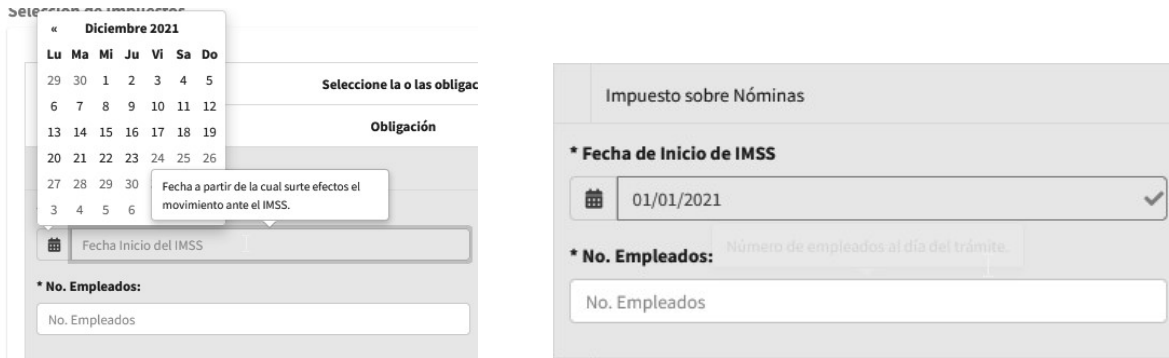 Selección de Impuestos
« Diciembre 2021
Lu Ma Mi Ju Vi Sa Do
29 30 1 2 3 4 5
6 7 8 9 10 11 12
13 14 15 16 17 18 19
20 21 22 23 24 25 26
27 28 29 30
3 4 5 6
Seleccione la o las obligac
Obligación
Fecha a partir de la cual surte efectos el
movimiento ante el IMSS.
Fecha Inicio del IMSS
* No. Empleados:
No. Empleados
Impuesto sobre Nóminas
* Fecha de Inicio de IMSS
01/01/2021
Número de empleados al día del trámite.
* No. Empleados:
No. Empleados